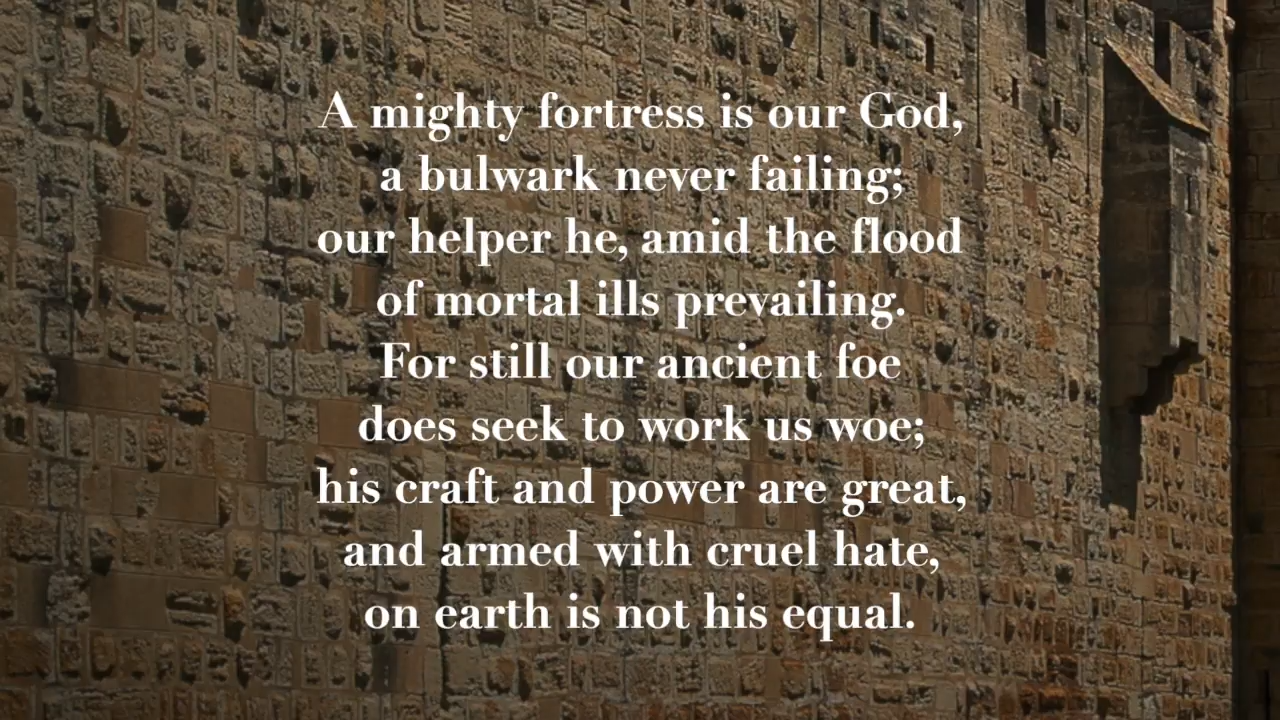 A mighty fortress is our God,
a bulwark never failing;
our helper he, amid the flood
of mortal ills prevailing.
For still our ancient foe
does seek to work us woe;
his craft and power are great,
and armed with cruel hate,
on earth is not his equal.